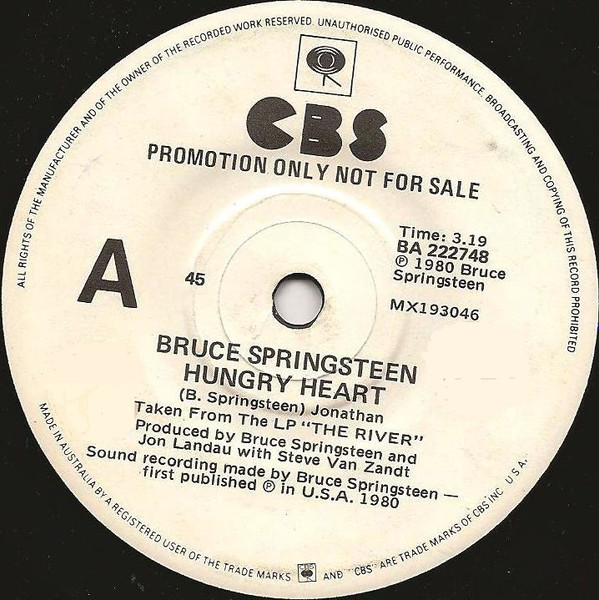 ALL RIGHTS OF THE MANUFACTURER AND OF THE OWNER OF THE RECORDED WORK RESERVED. UNAUTHORISED PUBLIC PERFORMANCE, BROADCASTING AND COPYING OF THIS RECORD PROHIBITED
CBS
PROMOTION ONLY NOT FOR SALE
A
45
Time: 3.19
BA 222748
℗ 1980 Bruce
Springsteen
MX193046
BRUCE SPRINGSTEEN
HUNGRY HEART
(B. Springsteen) Jonathan
Taken From The LP "THE RIVER"
Produced by Bruce Springsteen and
Jon Landau with Steve Van Zandt
Sound recording made by Bruce Springsteen —
first published ℗ in U.S.A. 1980
MADE IN AUSTRALIA BY A REGISTERED USER OF THE TRADE MARKS CBS AND "CBS" ARE TRADE MARKS OF CBS INC U.S.A.